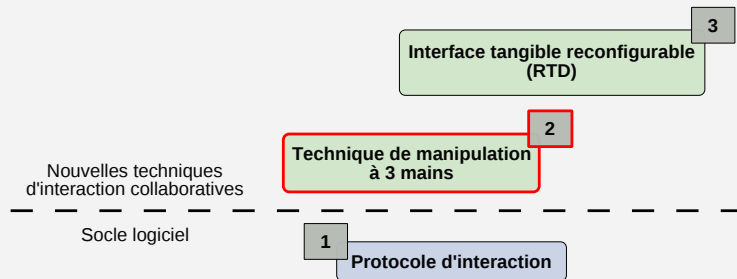 3
Interface tangible reconfigurable
(RTD)
2
Technique de manipulation
à 3 mains
Nouvelles techniques
d'interaction collaboratives
Socle logiciel
1
Protocole d'interaction